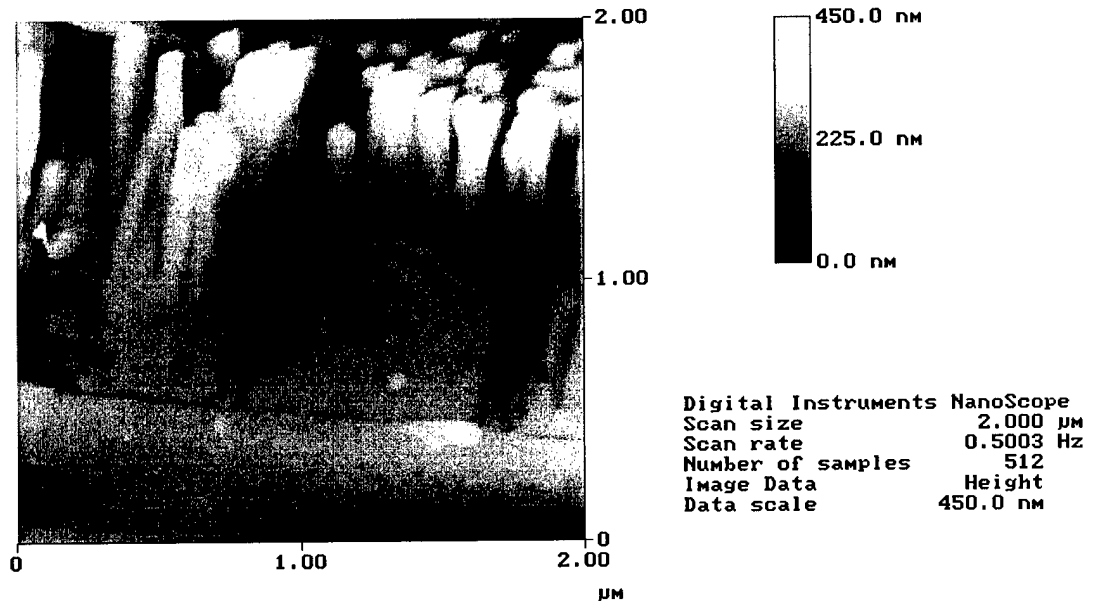 2.00
450.0 nM
225.0 nM
0.0 nM
1.00
0
0
1.00
2.00
µM
Digital Instruments NanoScope
Scan size 2.000 µM
Scan rate 0.5003 Hz
Number of samples 512
Image Data Height
Data scale 450.0 nM